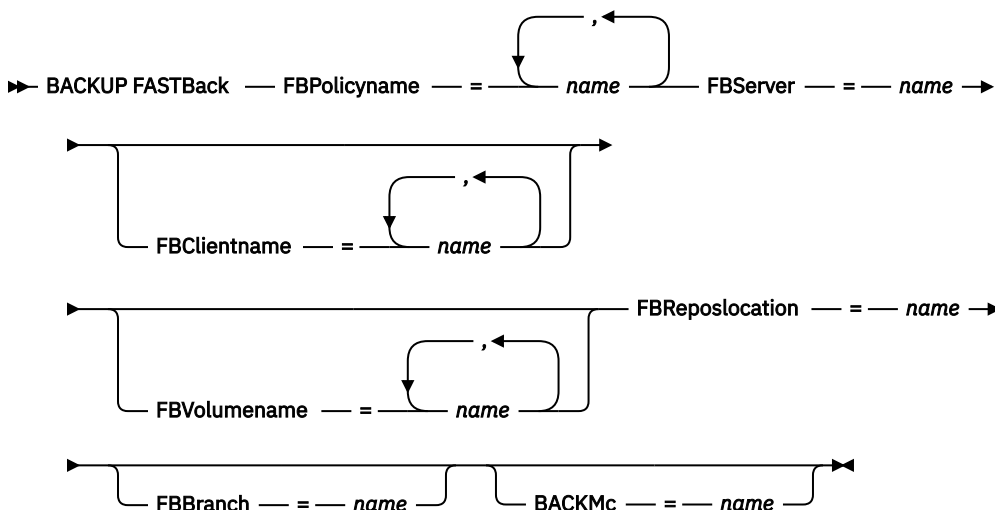 ,
BACKUP FASTBack FBPolicyname = name FBServer = name
,
FBClientname = name
FBReposlocation = name
,
FBVolumename = name
FBBranch = name BACKMc = name